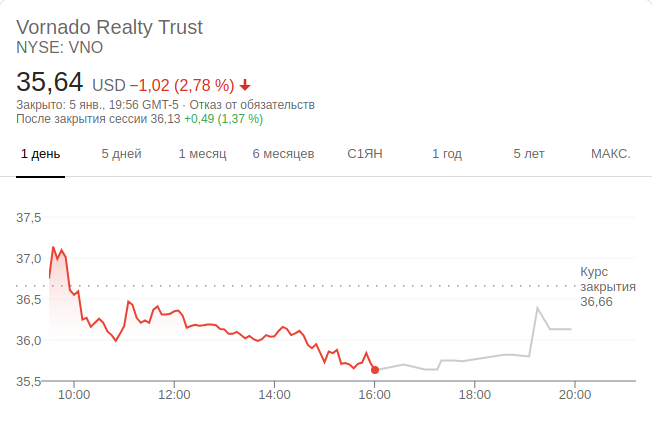 Vornado Realty Trust
NYSE: VNO
35,64 USD −1,02 (2,78 %)
Закрыто: 5 янв., 19:56 GMT-5 · Отказ от обязательств
После закрытия сессии 36,13 +0,49 (1,37 %)
1 день 5 дней 1 месяц 6 месяцев С1ЯН 1 год 5 лет МАКС.
37,5
37,0
Курс
закрытия
36,66
36,5
36,0
35,5
10:00 12:00 14:00 16:00 18:00 20:00